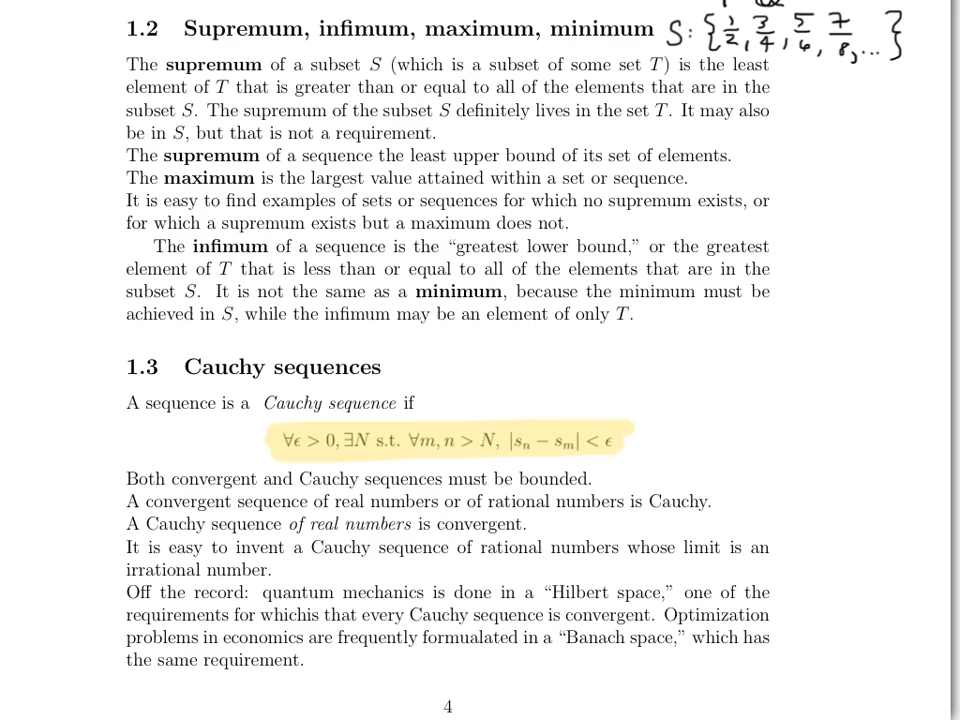 1.2 Supremum, infimum, maximum, minimum
S: {1/2, 3/4, 5/6, 7/8, ...}
The supremum of a subset S (which is a subset of some set T) is the least
element of T that is greater than or equal to all of the elements that are in the
subset S. The supremum of the subset S definitely lives in the set T. It may also
be in S, but that is not a requirement.
The supremum of a sequence the least upper bound of its set of elements.
The maximum is the largest value attained within a set or sequence.
It is easy to find examples of sets or sequences for which no supremum exists, or
for which a supremum exists but a maximum does not.
The infimum of a sequence is the “greatest lower bound,” or the greatest
element of T that is less than or equal to all of the elements that are in the
subset S. It is not the same as a minimum, because the minimum must be
achieved in S, while the infimum may be an element of only T.
1.3 Cauchy sequences
A sequence is a Cauchy sequence if
∀ϵ > 0, ∃N s.t. ∀m, n > N, |sₙ − sₘ| < ϵ
Both convergent and Cauchy sequences must be bounded.
A convergent sequence of real numbers or of rational numbers is Cauchy.
A Cauchy sequence of real numbers is convergent.
It is easy to invent a Cauchy sequence of rational numbers whose limit is an
irrational number.
Off the record: quantum mechanics is done in a “Hilbert space,” one of the
requirements for whichis that every Cauchy sequence is convergent. Optimization
problems in economics are frequently formualated in a “Banach space,” which has
the same requirement.
4